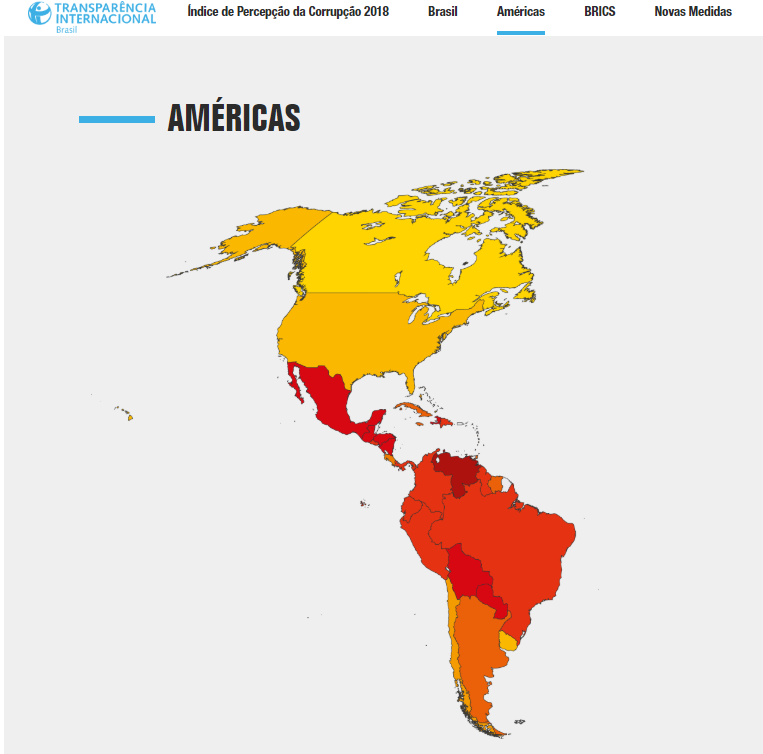 TRANSPARÊNCIA
INTERNACIONAL
Brasil
Índice de Percepção da Corrupção 2018
Brasil
Américas
BRICS
Novas Medidas
AMÉRICAS